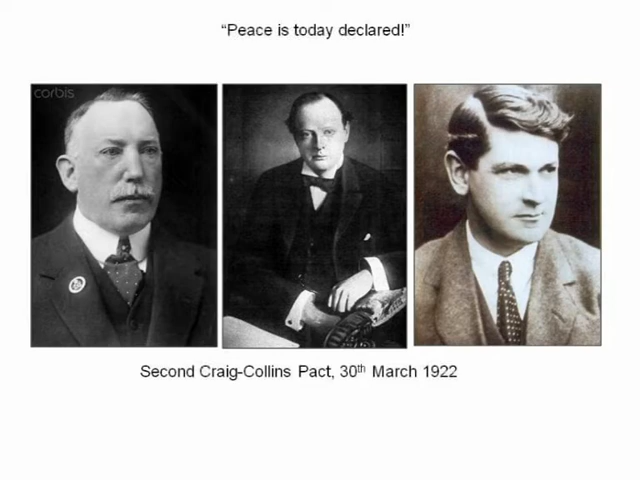 “Peace is today declared!”
corbis
Second Craig-Collins Pact, 30th March 1922